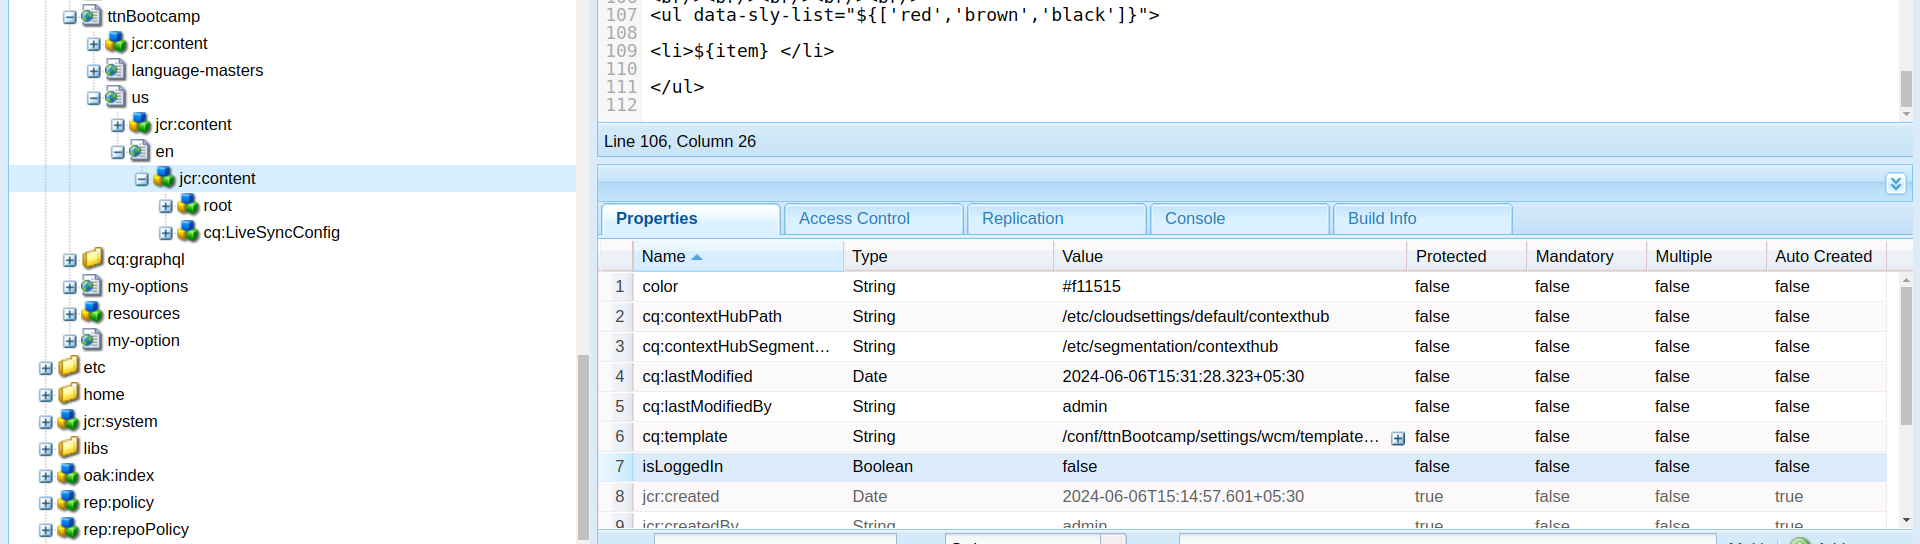 ttnBootcamp
jcr:content
language-masters
us
jcr:content
en
jcr:content
root
cq:LiveSyncConfig
cq:graphql
my-options
resources
my-option
etc
home
jcr:system
libs
oak:index
rep:policy
rep:repoPolicy
107 <ul data-sly-list="${['red','brown','black']}">
108
109 <li>${item} </li>
110
111 </ul>
112
Line 106, Column 26
Properties Access Control Replication Console Build Info
Name Type Value Protected Mandatory Multiple Auto Created
1 color String #f11515 false false false false
2 cq:contextHubPath String /etc/cloudsettings/default/contexthub false false false false
3 cq:contextHubSegment... String /etc/segmentation/contexthub false false false false
4 cq:lastModified Date 2024-06-06T15:31:28.323+05:30 false false false false
5 cq:lastModifiedBy String admin false false false false
6 cq:template String /conf/ttnBootcamp/settings/wcm/template... false false false false
7 isLoggedIn Boolean false false false false false
8 jcr:created Date 2024-06-06T15:14:57.601+05:30 true false false true
9 jcr:createdBy String admin true false false true